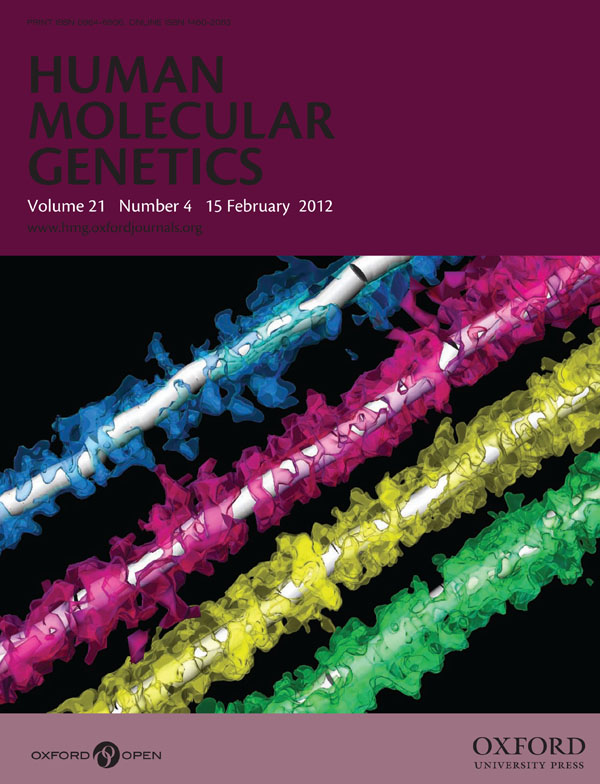 PRINT ISSN 0964-6906 ONLINE ISSN 1460-2083
HUMAN
MOLECULAR
GENETICS
Volume 21 Number 4 15 February 2012
www.hmg.oxfordjournals.org
OXFORD OPEN
OXFORD
UNIVERSITY PRESS